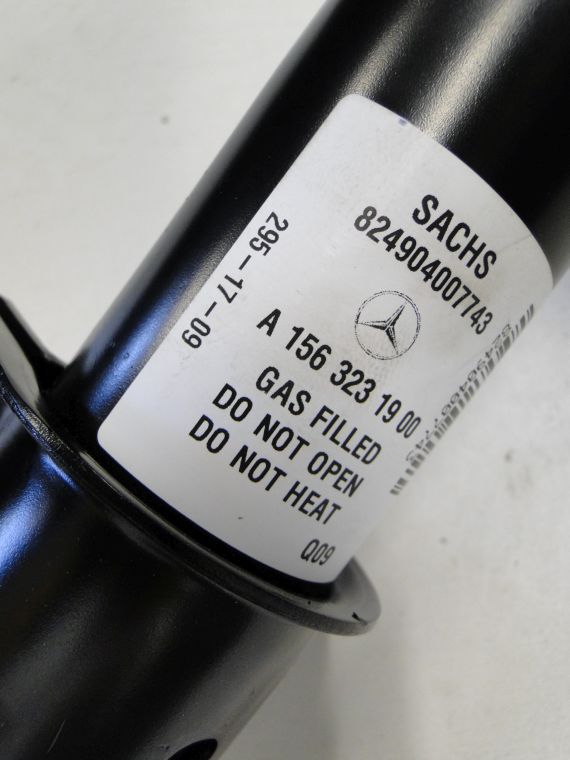 SACHS
824904007743
A 156 323 19 00
GAS FILLED
DO NOT OPEN
DO NOT HEAT
Q09
295-17-09